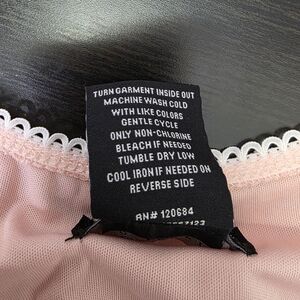 TURN GARMENT INSIDE OUT
MACHINE WASH COLD
WITH LIKE COLORS
GENTLE CYCLE
ONLY NON-CHLORINE
BLEACH IF NEEDED
TUMBLE DRY LOW
COOL IRON IF NEEDED ON
REVERSE SIDE
RN# 120684